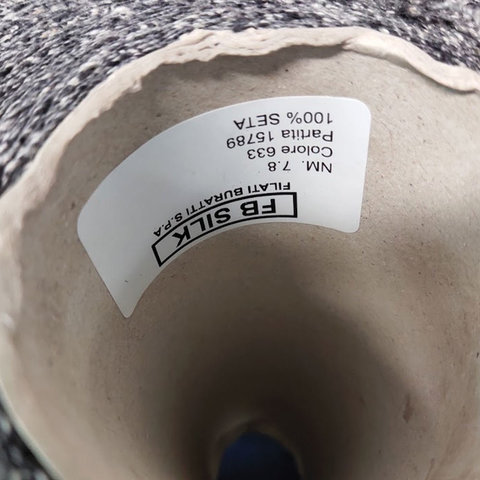 FB SILK
FILATI BURATTI S.P.A
NM. 7.8
Colore 633
Partita 15789
100% SETA